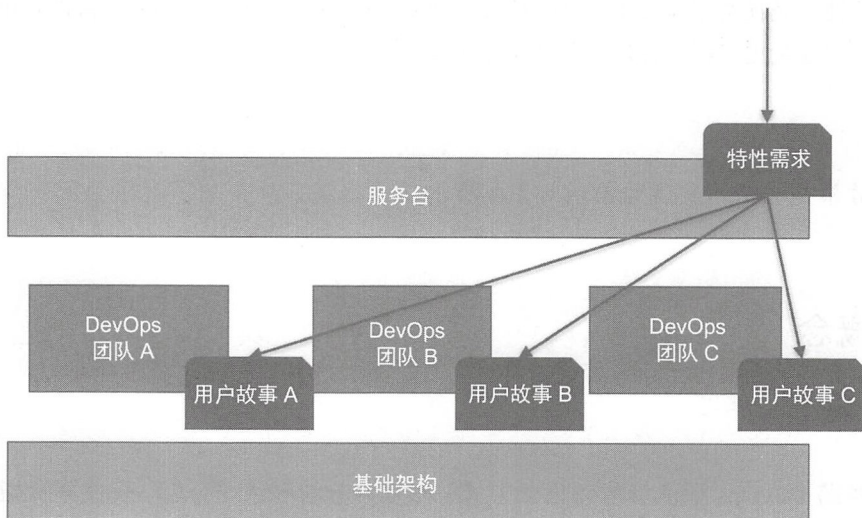 特性需求
服务台
DevOps
团队 A
DevOps
团队 B
DevOps
团队 C
用户故事 A
用户故事 B
用户故事 C
基础架构